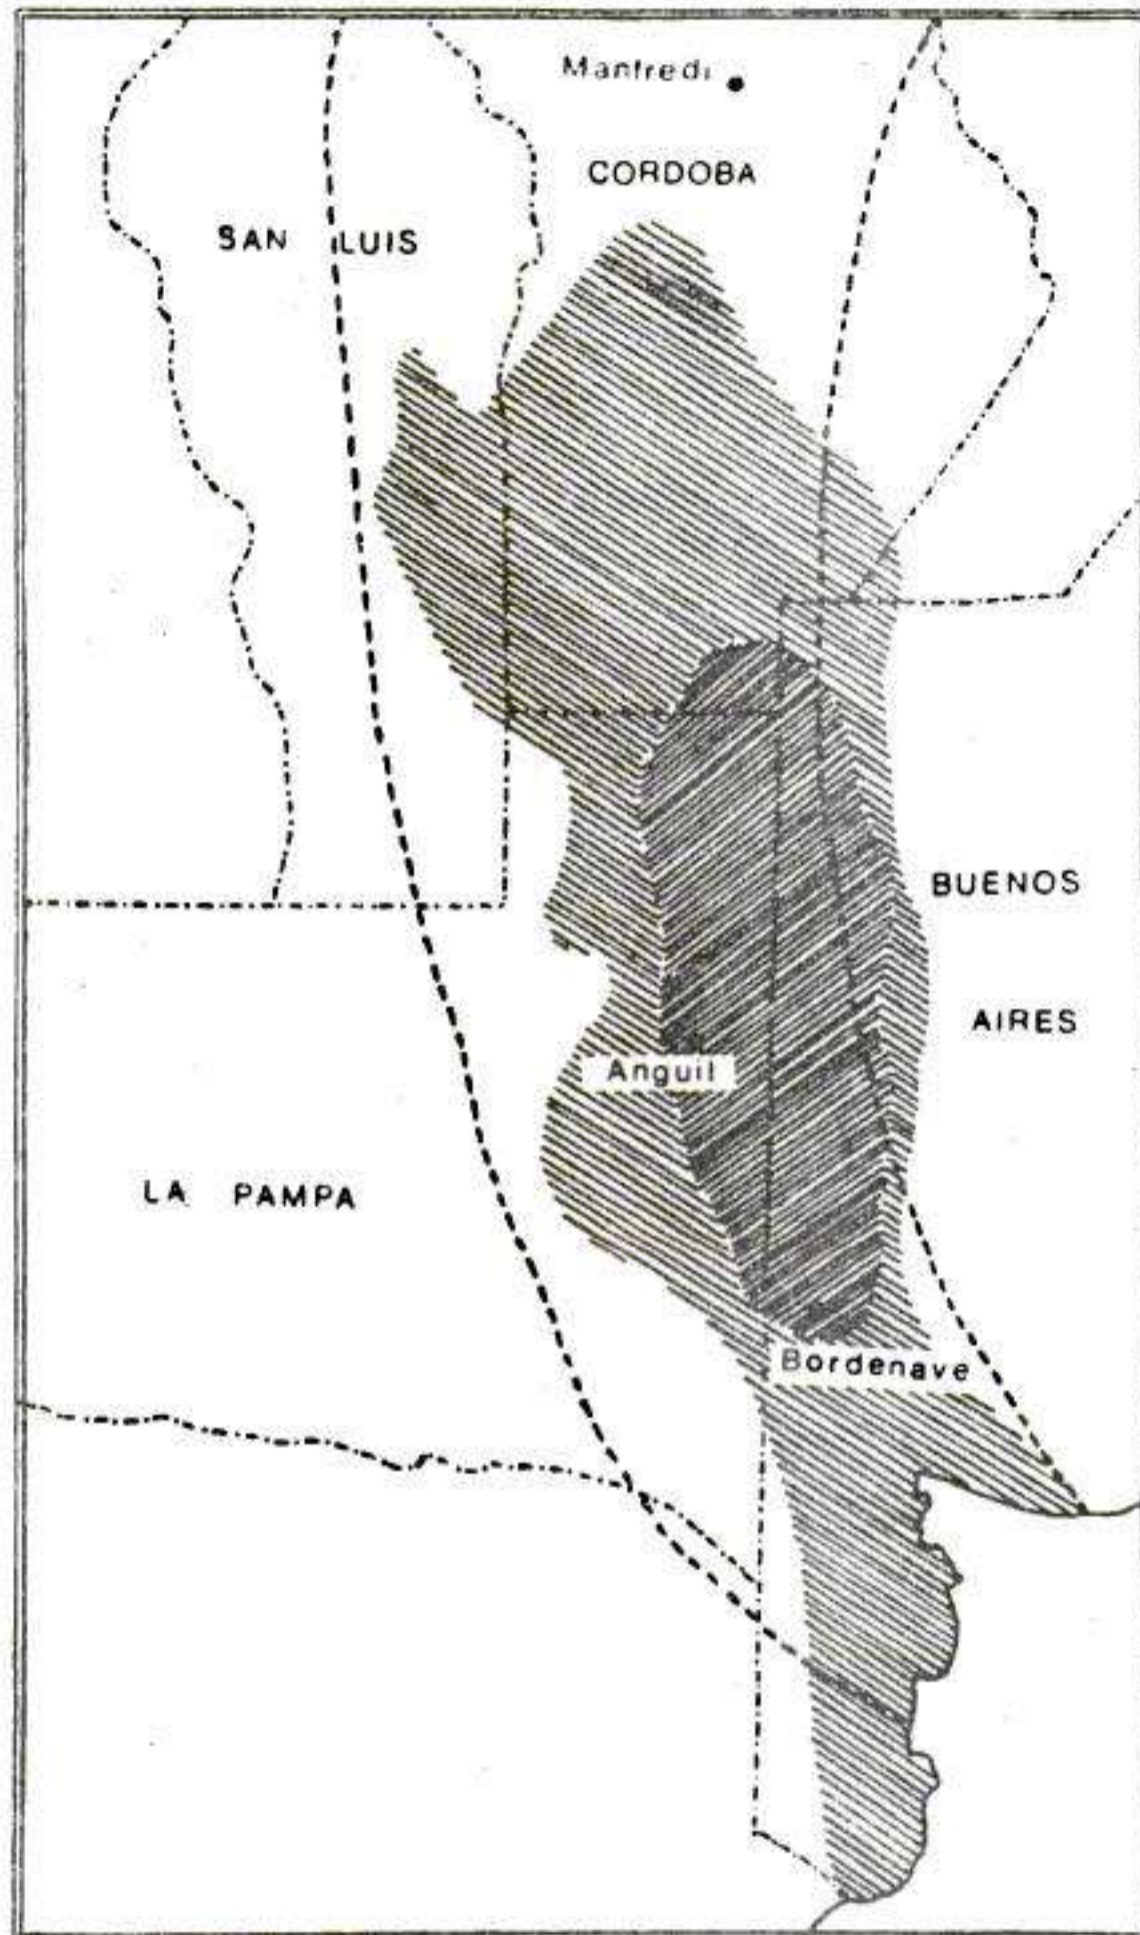 Manfredi
CORDOBA
SAN LUIS
BUENOS
AIRES
Anguil
LA PAMPA
Bordenave